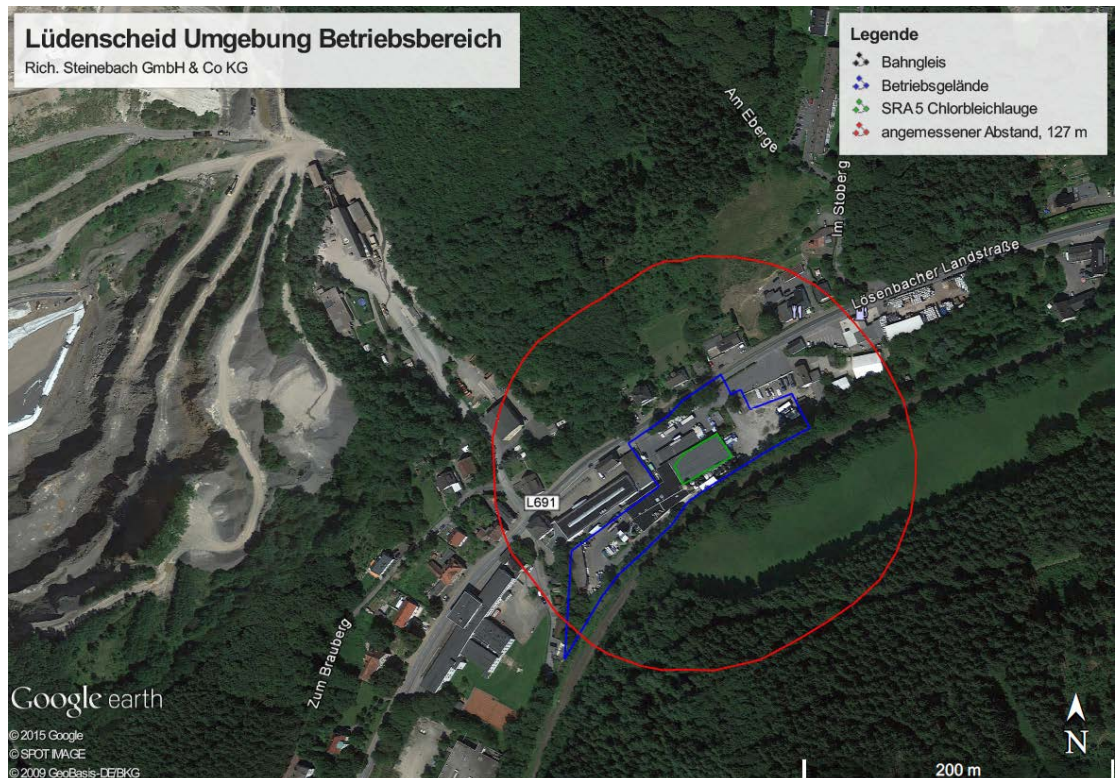 Lüdenscheid Umgebung Betriebsbereich
Rich. Steinebach GmbH & Co KG
Legende
Bahngleis
Betriebsgelände
SRA 5 Chlorbleichlauge
angemessener Abstand, 127 m
Am Eberge
Im Stoberg
Lösenbacher Landstraße
L691
Zum Brauberg
Google earth
© 2015 Google
© SPOT IMAGE
© 2009 GeoBasis-DE/BKG
N
200 m